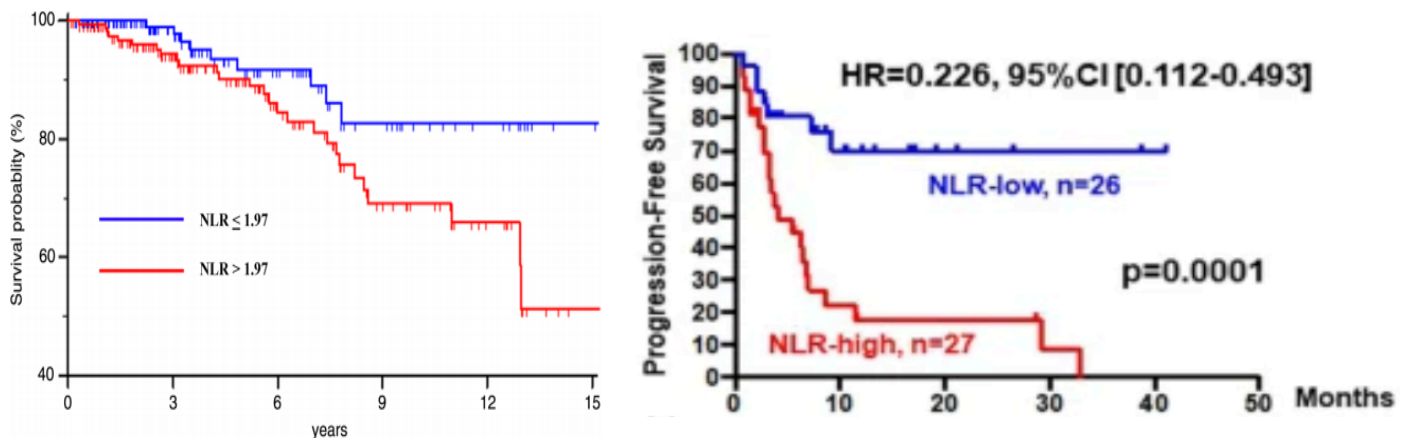 Survival probablity (%)
100
80
60
40
NLR ≤ 1.97
NLR > 1.97
0 3 6 9 12 15
years
Progression-Free Survival
100
90
80
70
60
50
40
30
20
10
0
HR=0.226, 95%CI [0.112-0.493]
NLR-low, n=26
p=0.0001
NLR-high, n=27
0 10 20 30 40 50 Months